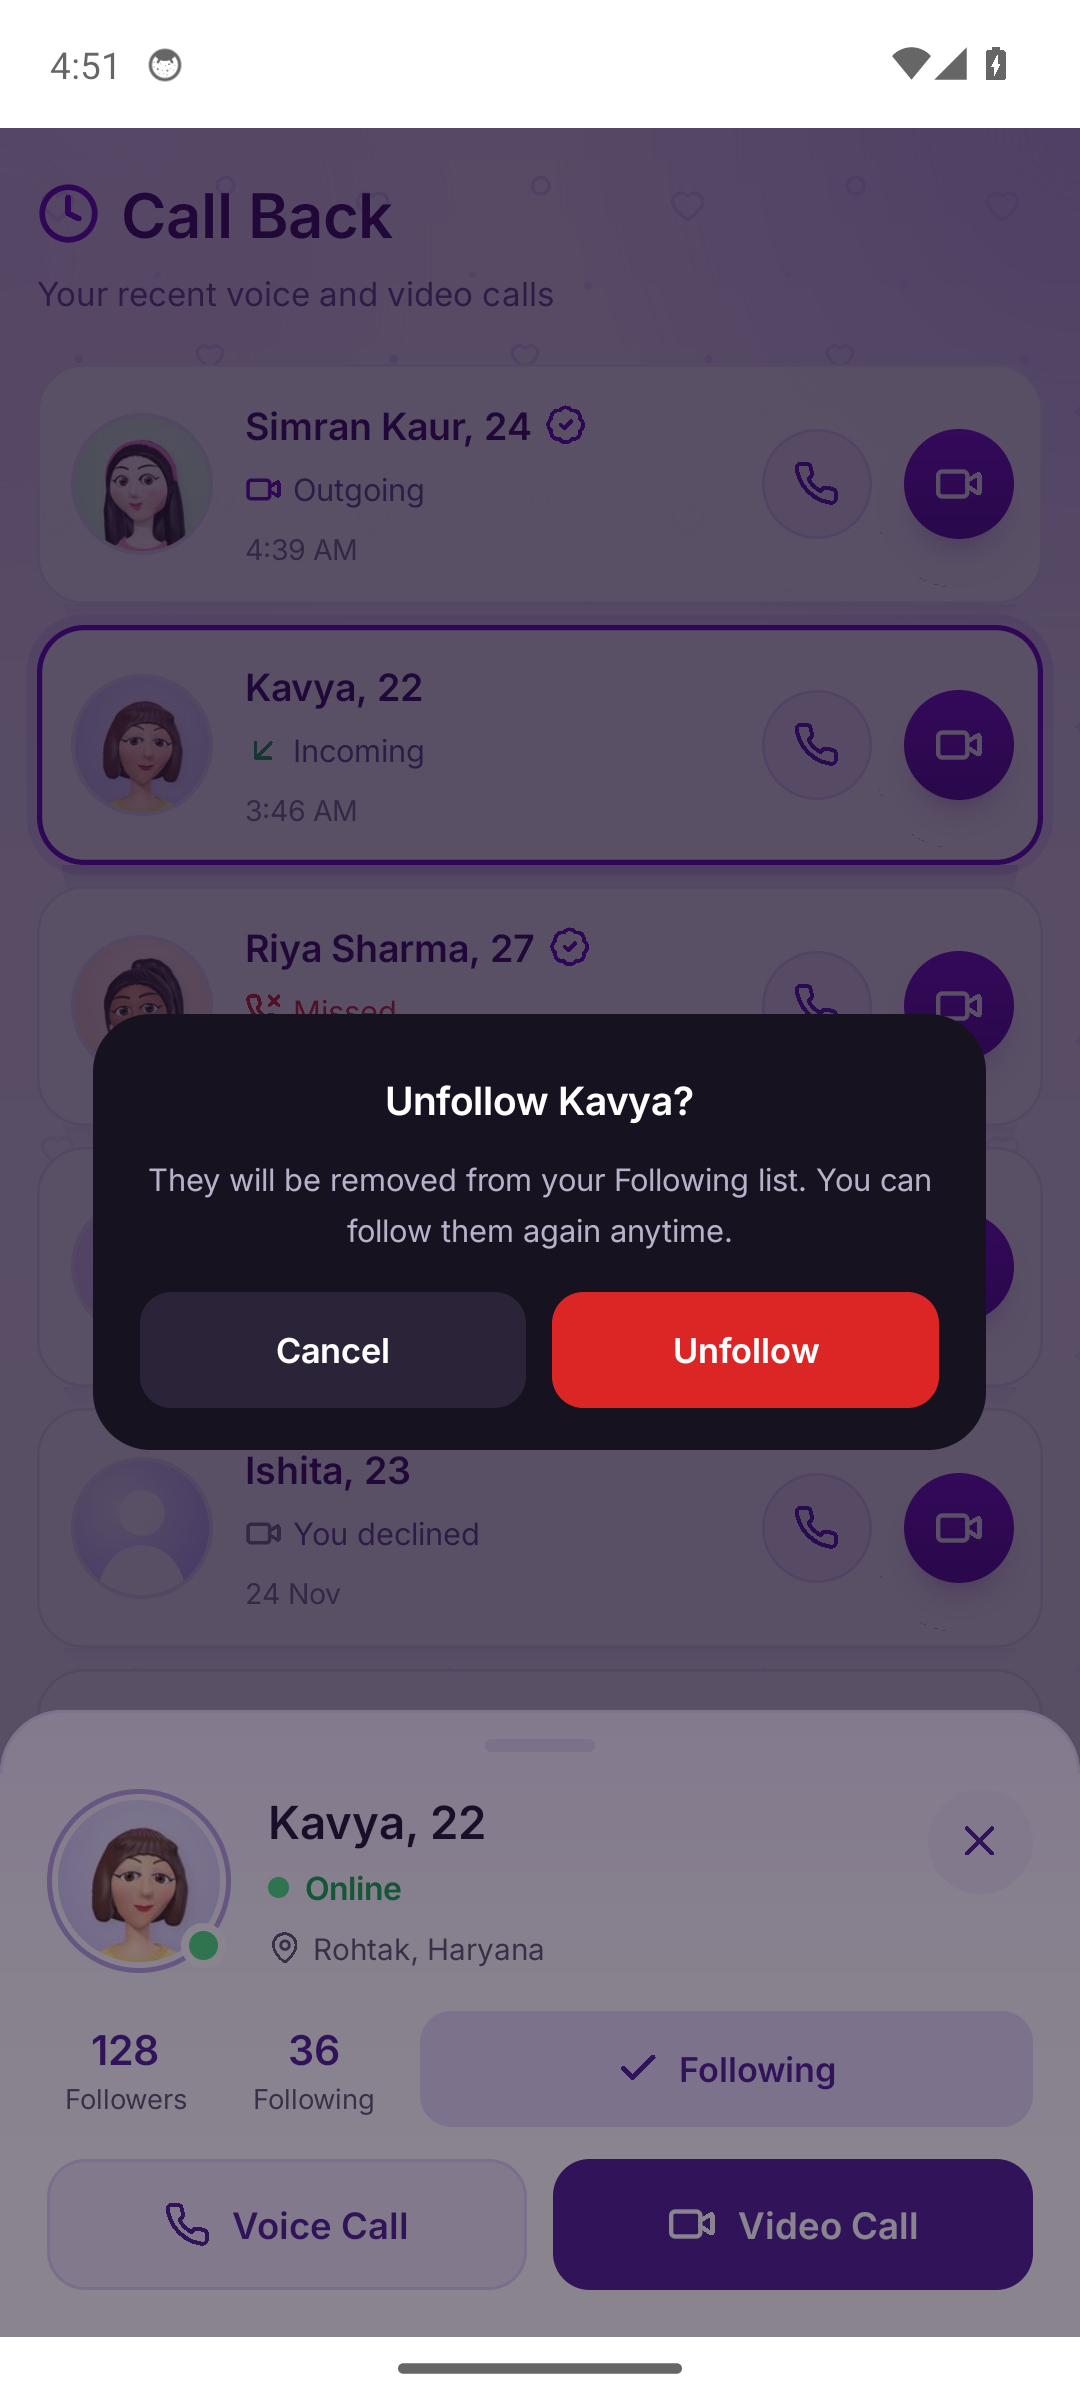 4:51
Call Back
Your recent voice and video calls
Simran Kaur, 24
Outgoing
4:39 AM
Kavya, 22
Incoming
3:46 AM
Riya Sharma, 27
Missed
Unfollow Kavya?
They will be removed from your Following list. You can
follow them again anytime.
Cancel
Unfollow
Ishita, 23
You declined
24 Nov
Kavya, 22
Online
Rohtak, Haryana
128
Followers
36
Following
Following
Voice Call
Video Call